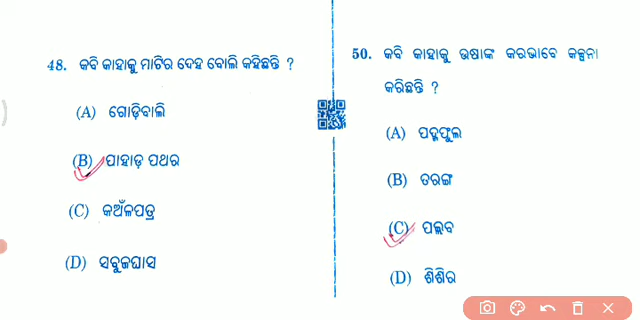 48. କବି କାହାକୁ ମାଟିର ଦେହ ବୋଲି କହିଛନ୍ତି ?
(A) ଗୋଡ଼ିବାଲି
(B) ପାହାଡ଼ ପଥର
(C) କଅଁଳପତ୍ର
(D) ସବୁଜଘାସ
50. କବି କାହାକୁ ଉଷାଙ୍କ କରଭାବେ କଳ୍ପନା
କରିଛନ୍ତି ?
(A) ପଦ୍ମଫୁଲ
(B) ତରଙ୍ଗ
(C) ପଲ୍ଲବ
(D) ଶିଶିର